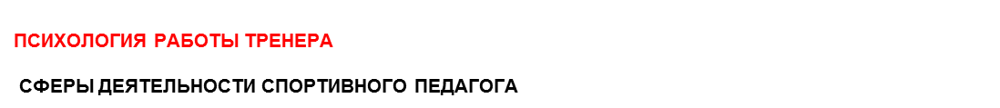 ПСИХОЛОГИЯ РАБОТЫ ТРЕНЕРА
СФЕРЫ ДЕЯТЕЛЬНОСТИ СПОРТИВНОГО ПЕДАГОГА